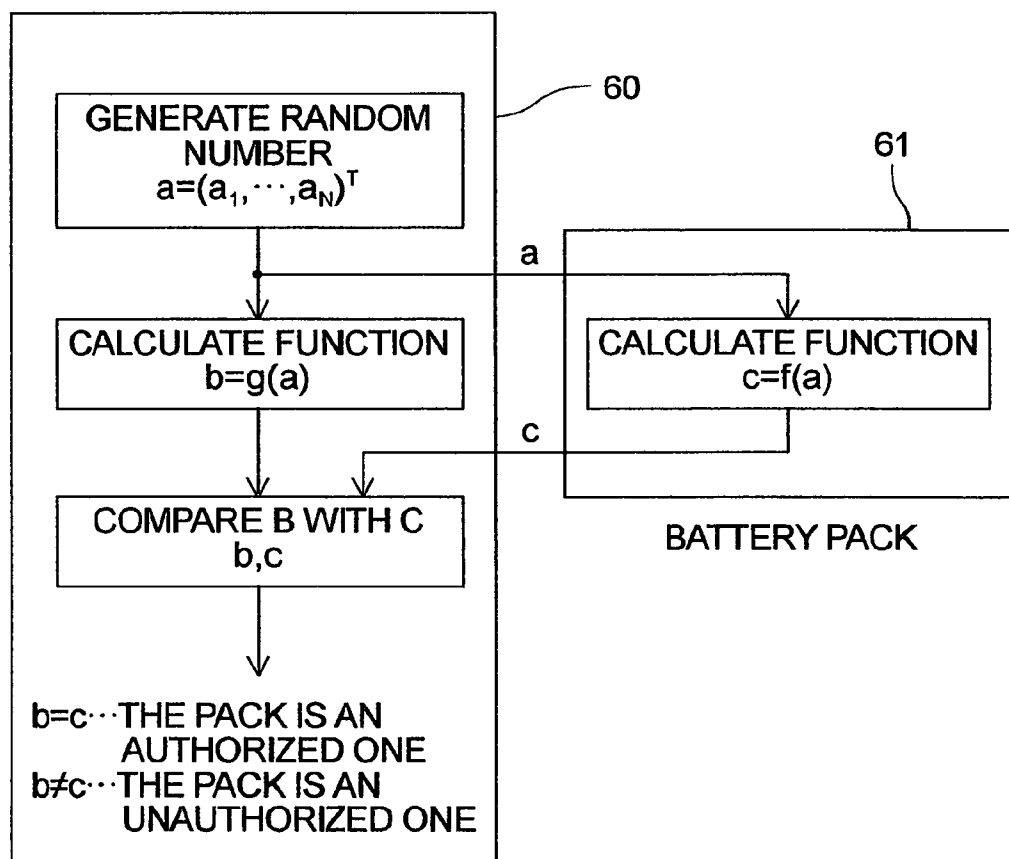 60
GENERATE RANDOM
NUMBER
a=(a₁,⋯,aN)ᵀ
61
a
CALCULATE FUNCTION
b=g(a)
CALCULATE FUNCTION
c=f(a)
c
COMPARE B WITH C
b,c
BATTERY PACK
b=c⋯THE PACK IS AN
AUTHORIZED ONE
b≠c⋯THE PACK IS AN
UNAUTHORIZED ONE